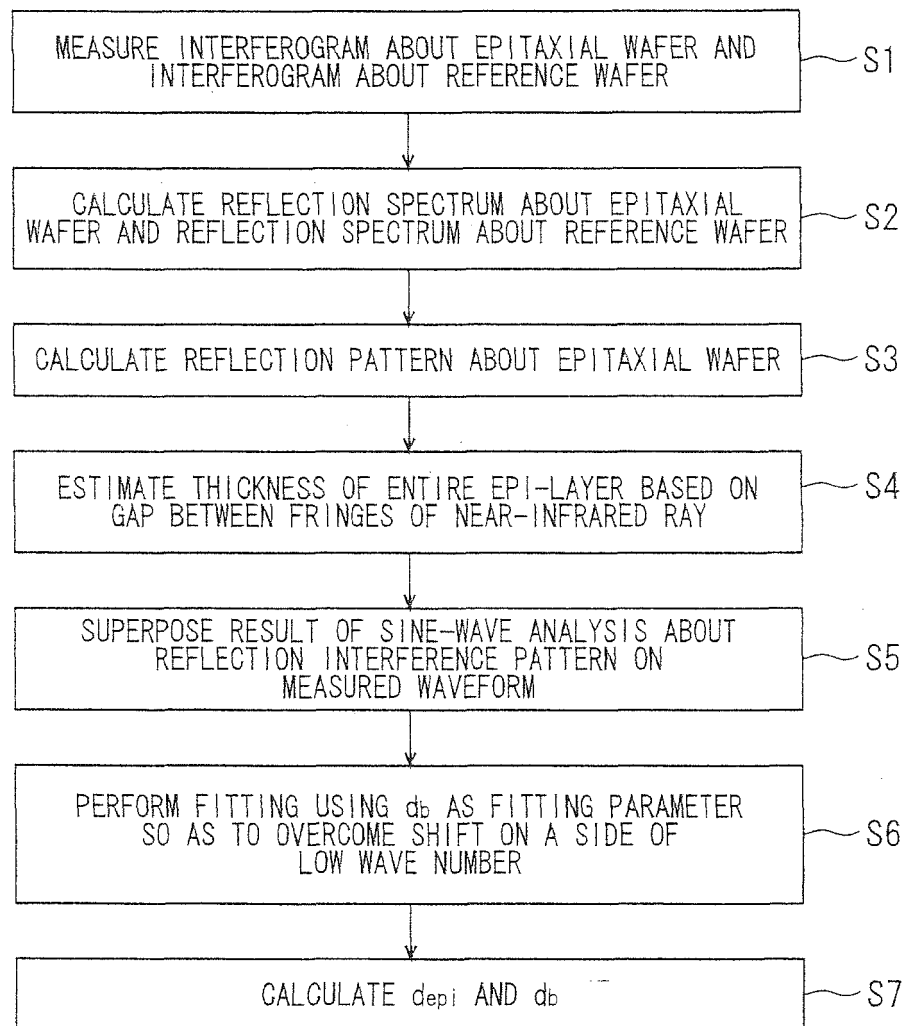 MEASURE INTERFEROGRAM ABOUT EPITAXIAL WAFER AND
INTERFEROGRAM ABOUT REFERENCE WAFER
S1
CALCULATE REFLECTION SPECTRUM ABOUT EPITAXIAL
WAFER AND REFLECTION SPECTRUM ABOUT REFERENCE WAFER
S2
CALCULATE REFLECTION PATTERN ABOUT EPITAXIAL WAFER
S3
ESTIMATE THICKNESS OF ENTIRE EPI-LAYER BASED ON
GAP BETWEEN FRINGES OF NEAR-INFRARED RAY
S4
SUPERPOSE RESULT OF SINE-WAVE ANALYSIS ABOUT
REFLECTION INTERFERENCE PATTERN ON
MEASURED WAVEFORM
S5
PERFORM FITTING USING db AS FITTING PARAMETER
SO AS TO OVERCOME SHIFT ON A SIDE OF
LOW WAVE NUMBER
S6
CALCULATE depi AND db
S7